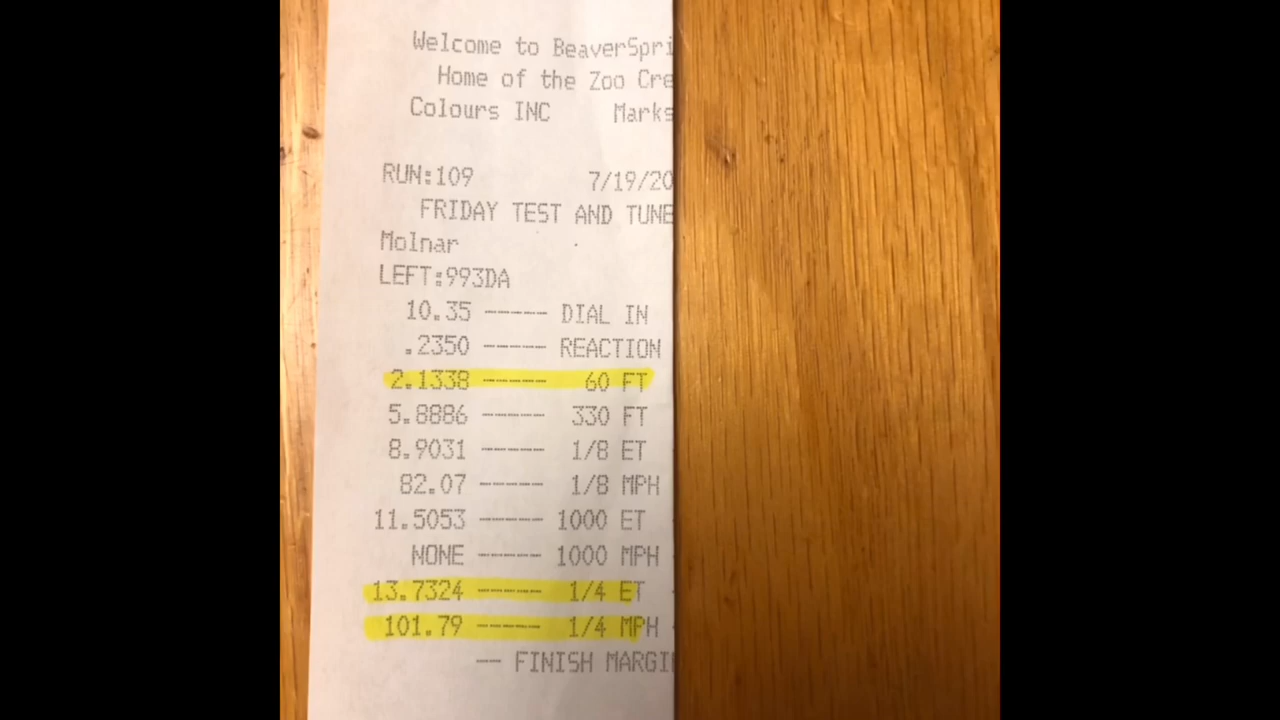 Welcome to BeaverSpri
Home of the Zoo Cre
Colours INC Marks
RUN:109 7/19/20
FRIDAY TEST AND TUNE
Molnar
LEFT:993DA
10.35 ---- ---- DIAL IN
.2350 ---- ---- REACTION
2.1338 ---- ---- 60 FT
5.8886 ---- ---- 330 FT
8.9031 ---- ---- 1/8 ET
82.07 ---- ---- 1/8 MPH
11.5053 ---- ---- 1000 ET
NONE ---- ---- 1000 MPH
13.7324 ---- ---- 1/4 ET
101.79 ---- ---- 1/4 MPH
---- FINISH MARGI